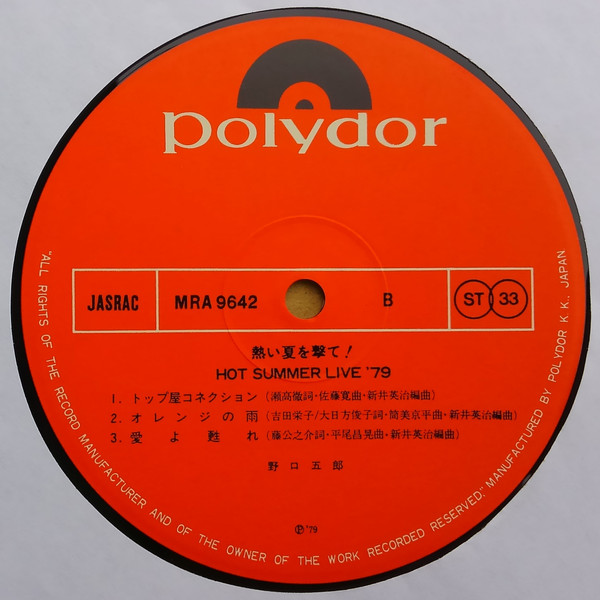 polydor
JASRAC MRA 9642 B ST 33
熱い夏を撃て!
HOT SUMMER LIVE '79
1. トップ屋コネクション (瀬高微詞・佐藤寛曲・新井英治編曲)
2. オレンジの雨 (吉田栄子/大日方俊子詞・筒美京平曲・新井英治編曲)
3. 愛よ甦れ (藤公之介詞・平尾昌晃曲・新井英治編曲)
野口五郎
℗'79
"ALL RIGHTS OF THE RECORD MANUFACTURER AND OF THE OWNER OF THE WORK RECORDED RESERVED." MANUFACTURED BY POLYDOR K.K., JAPAN